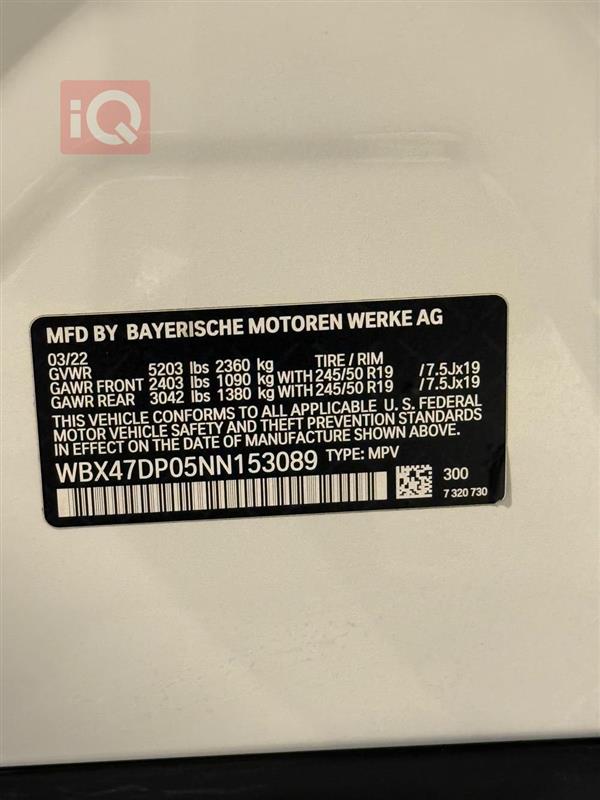 iQ
MFD BY BAYERISCHE MOTOREN WERKE AG
03/22 TIRE / RIM
GVWR 5203 lbs 2360 kg
GAWR FRONT 2403 lbs 1090 kg WITH 245/50 R19 /7.5Jx19
GAWR REAR 3042 lbs 1380 kg WITH 245/50 R19 /7.5Jx19
THIS VEHICLE CONFORMS TO ALL APPLICABLE U. S. FEDERAL
MOTOR VEHICLE SAFETY AND THEFT PREVENTION STANDARDS
IN EFFECT ON THE DATE OF MANUFACTURE SHOWN ABOVE.
WBX47DP05NN153089 TYPE: MPV
300
7 320 730